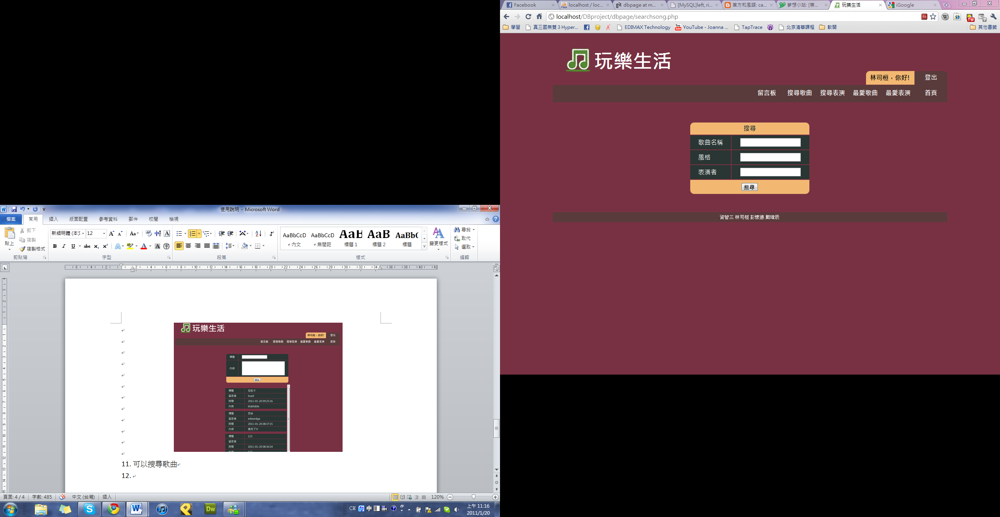 Facebook
localhost / loc...
dbpage at m...
[MySQL]left, ri...
東方和風語: ca...
夢想小站: [専...
玩樂生活
iGoogle
localhost/DBproject/dbpage/searchsong.php
學習
真三國無雙 3 Hyper...
EDIMAX Technology
YouTube - Joanna ...
TapTrace
北京清華課程
軟開
其他書籤
玩樂生活
林司桓，你好!
登出
留言板 搜尋歌曲 搜尋表演 最愛歌曲 最愛表演 首頁
搜尋
歌曲名稱
風格
表演者
搜尋
資管三 林司桓 彭懷德 戴瑋辰
使用說明 - Microsoft Word
檔案 常用 插入 版面配置 參考資料 郵件 校閱 檢視
貼上
剪下
複製
複製格式
剪貼簿
新細明體 (本文
12
字型
段落
AaBbCcD AaBbCcD AaB AaB AaBbC
內文 無間距 標題 1 標題 2 標題
變更樣式
樣式
尋找
取代
選取
編輯
玩樂生活
林司桓，你好! 登出
留言板 搜尋歌曲 搜尋表演 最愛歌曲 最愛表演 首頁
標題
內容
送出
標題 拉肚子
留言者 toast
時間 2011-01-20 09:25:16
內容 blablabla
標題 救命
留言者 edwardga
時間 2011-01-20 08:37:15
內容 寫完了!!!
標題 123
留言者
時間 2011-01-20 08:36:54
11. 可以搜尋歌曲
12.
頁面: 4 / 4 字數: 485 中文 (台灣) 插入
120%
Dw
CH 中
上午 11:16
2011/1/20